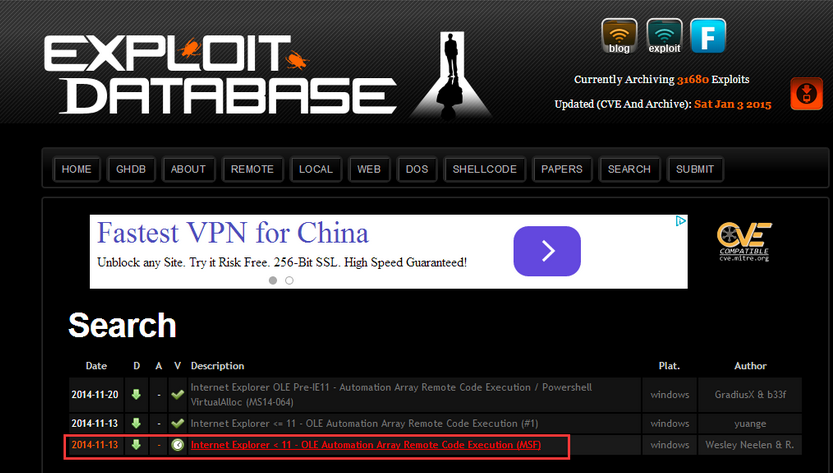 EXPLOIT
DATABASE
blog
exploit
F
Currently Archiving 31680 Exploits
Updated (CVE And Archive): Sat Jan 3 2015
HOME GHDB ABOUT REMOTE LOCAL WEB DOS SHELLCODE PAPERS SEARCH SUBMIT
Fastest VPN for China
Unblock any Site. Try it Risk Free. 256-Bit SSL. High Speed Guaranteed!
CVE
COMPATIBLE
cve.mitre.org
Search
Date D A V Description Plat. Author
2014-11-20 - Internet Explorer OLE Pre-IE11 - Automation Array Remote Code Execution / Powershell
VirtualAlloc (MS14-064) windows GradiusX & b33f
2014-11-13 - Internet Explorer <= 11 - OLE Automation Array Remote Code Execution (#1) windows yuange
2014-11-13 - Internet Explorer < 11 - OLE Automation Array Remote Code Execution (MSF) windows Wesley Neelen & R.